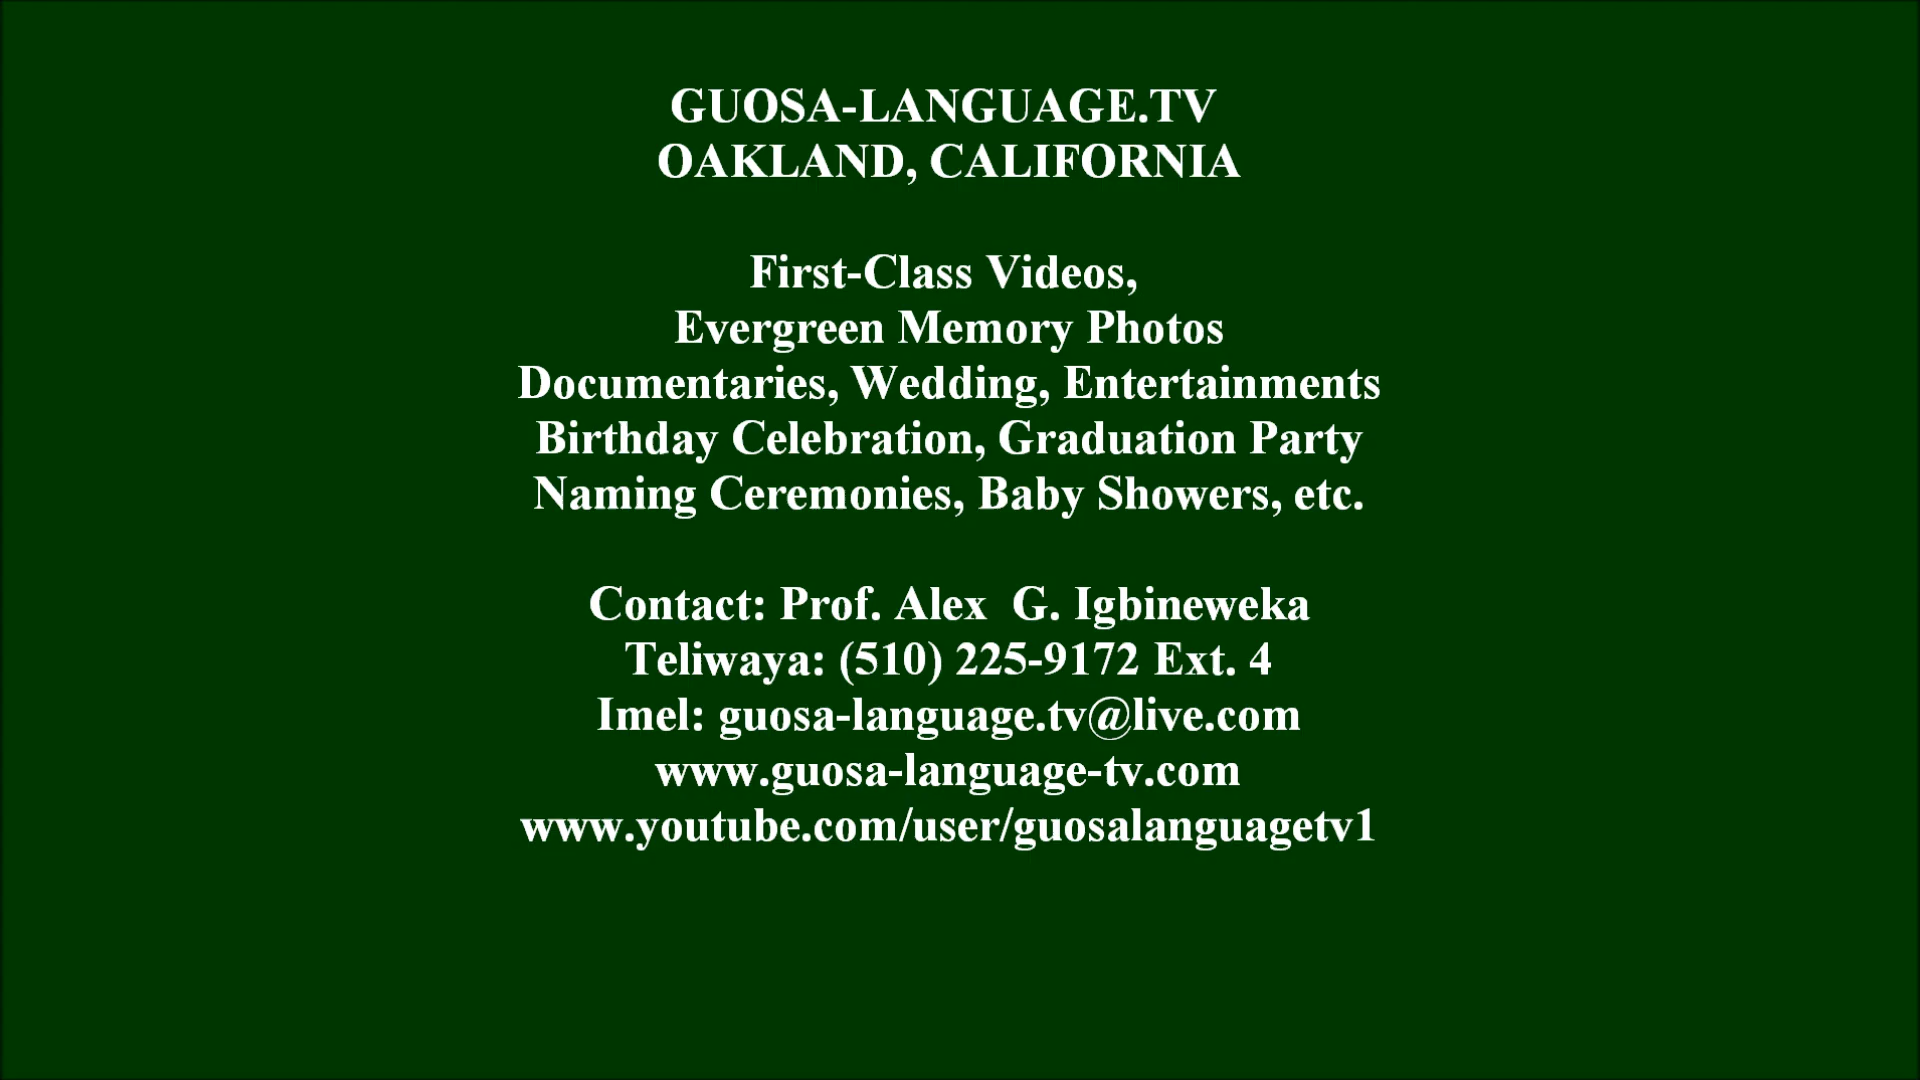 GUOSA-LANGUAGE.TV
OAKLAND, CALIFORNIA
First-Class Videos,
Evergreen Memory Photos
Documentaries, Wedding, Entertainments
Birthday Celebration, Graduation Party
Naming Ceremonies, Baby Showers, etc.
Contact: Prof. Alex  G. Igbineweka
Teliwaya: (510) 225-9172 Ext. 4
Imel: guosa-language.tv@live.com
www.guosa-language-tv.com
www.youtube.com/user/guosalanguagetv1